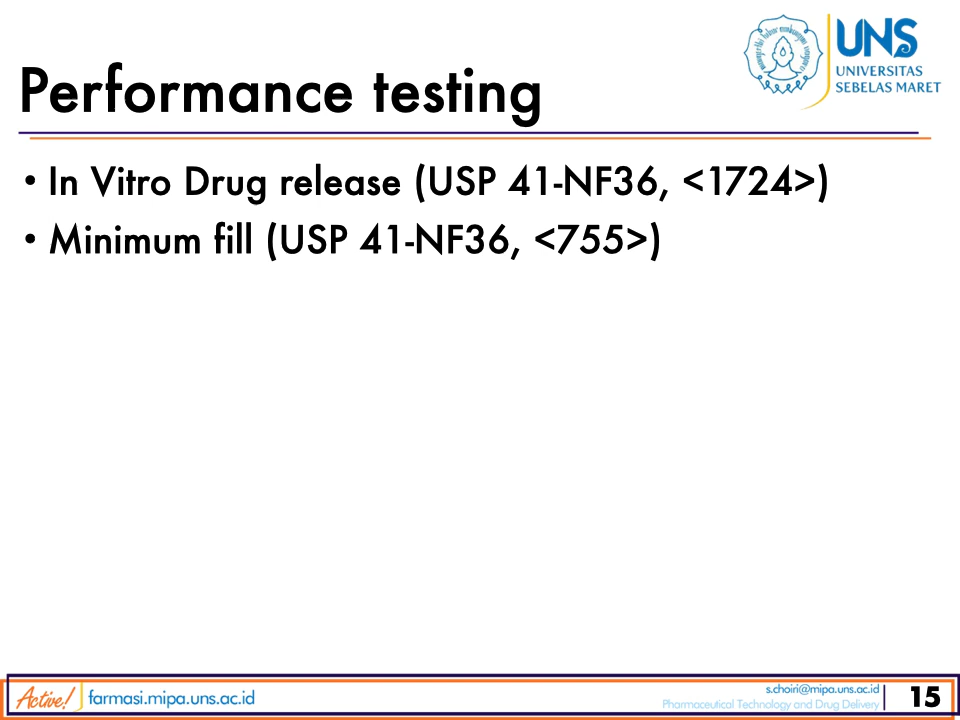 Performance testing
UNS
UNIVERSITAS
SEBELAS MARET
• In Vitro Drug release (USP 41-NF36, <1724>)
• Minimum fill (USP 41-NF36, <755>)
Active!
farmasi.mipa.uns.ac.id
s.choiri@mipa.uns.ac.id
Pharmaceutical Technology and Drug Delivery
15